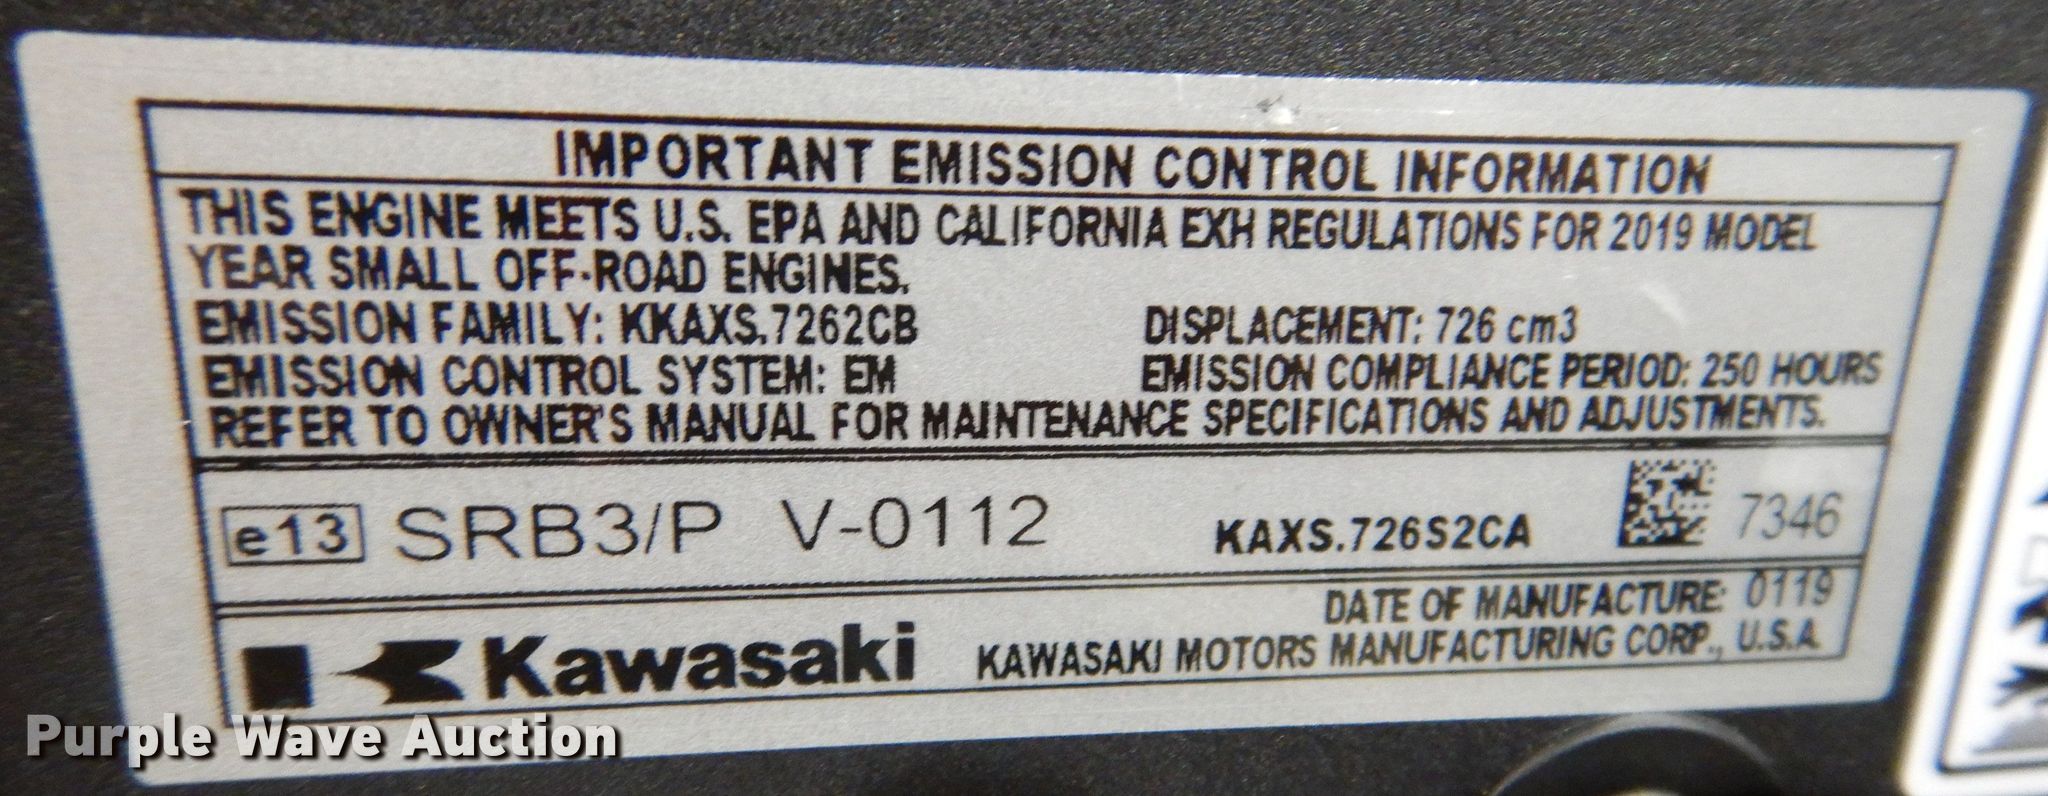 IMPORTANT EMISSION CONTROL INFORMATION
THIS ENGINE MEETS U.S. EPA AND CALIFORNIA EXH REGULATIONS FOR 2019 MODEL
YEAR SMALL OFF-ROAD ENGINES.
EMISSION FAMILY: KKAXS.7262CB DISPLACEMENT: 726 cm3
EMISSION CONTROL SYSTEM: EM EMISSION COMPLIANCE PERIOD: 250 HOURS
REFER TO OWNER'S MANUAL FOR MAINTENANCE SPECIFICATIONS AND ADJUSTMENTS.
e13 SRB3/P V-0112 KAXS.726S2CA 7346
DATE OF MANUFACTURE: 0119
Kawasaki KAWASAKI MOTORS MANUFACTURING CORP., U.S.A.
Purple Wave Auction